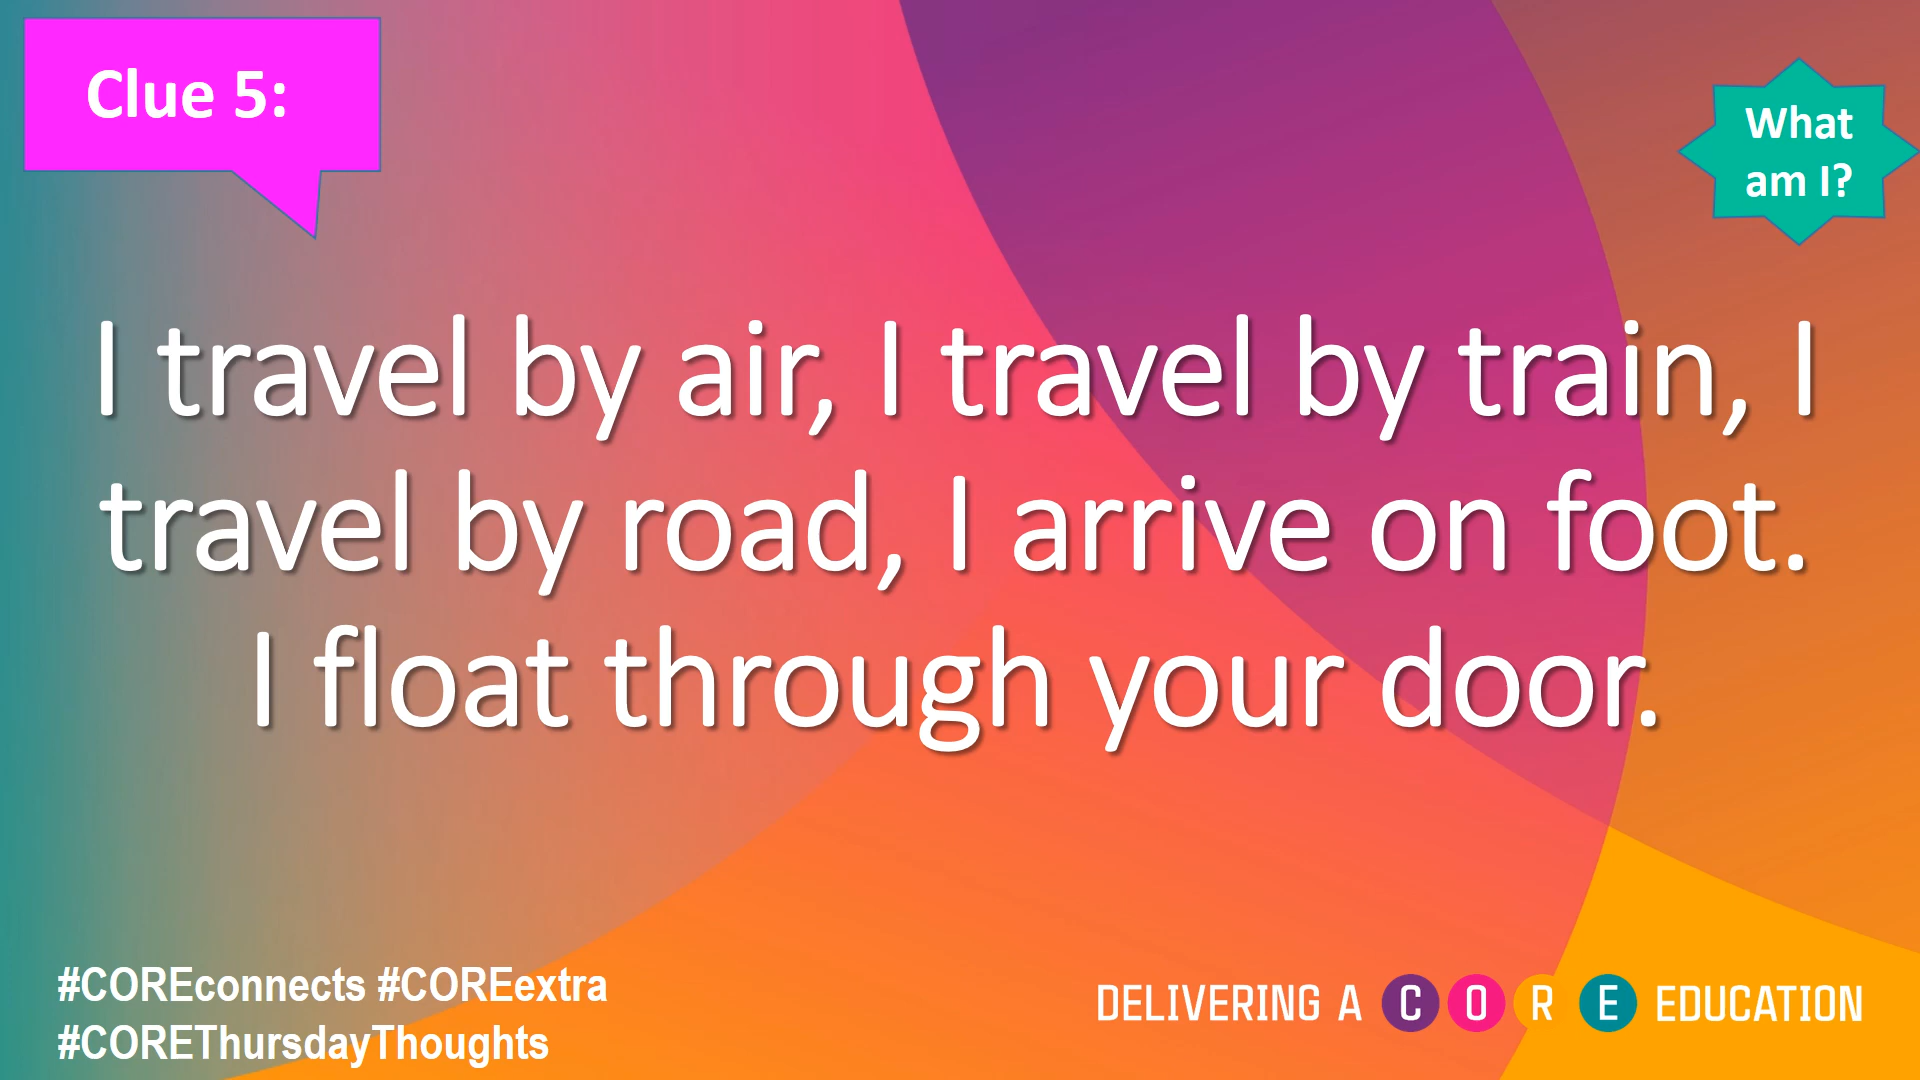 Clue 5:
What
am I?
I travel by air, I travel by train, I
travel by road, I arrive on foot.
I float through your door.
#COREconnects #COREextra
#COREThursdayThoughts
DELIVERING A CORE EDUCATION